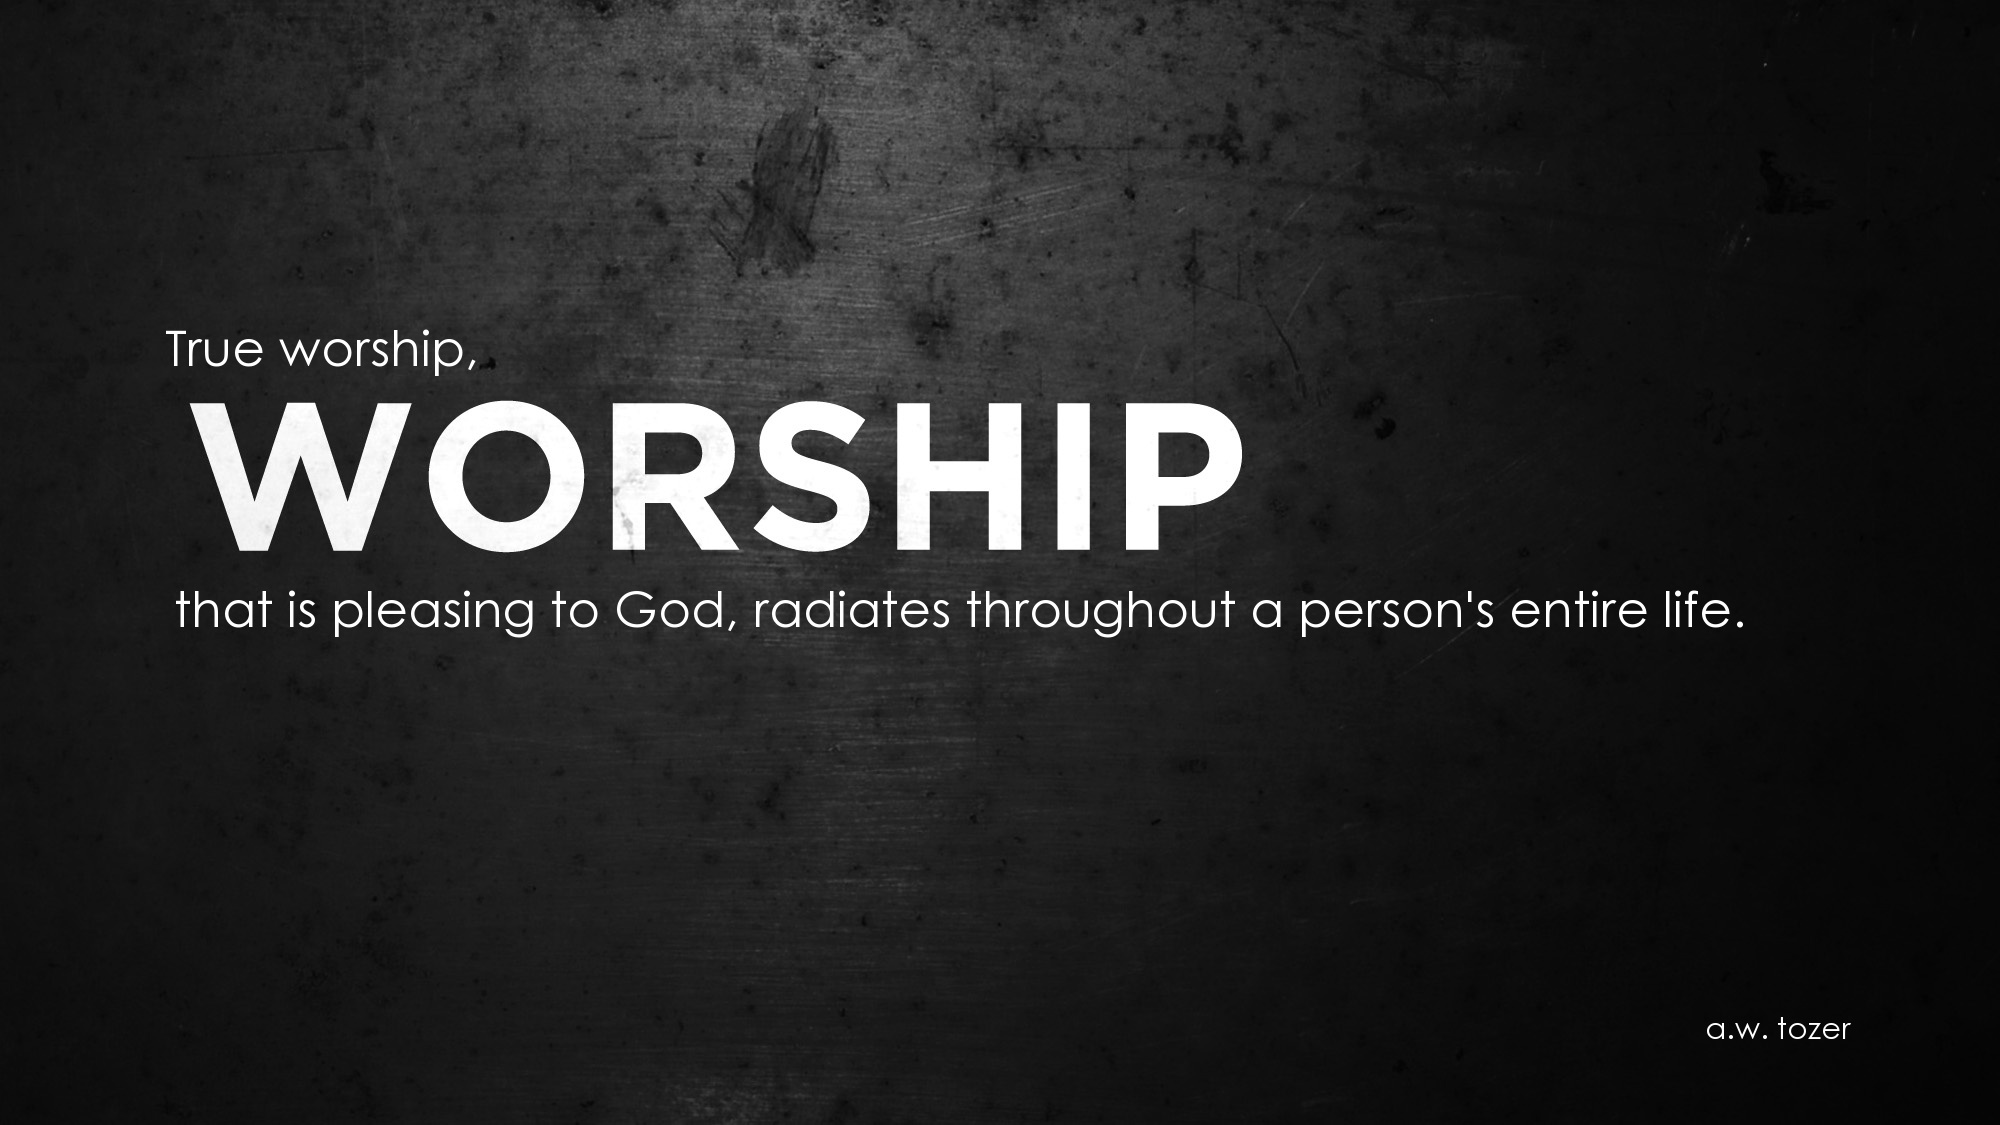 True worship,
WORSHIP
that is pleasing to God, radiates throughout a person's entire life.
a.w. tozer